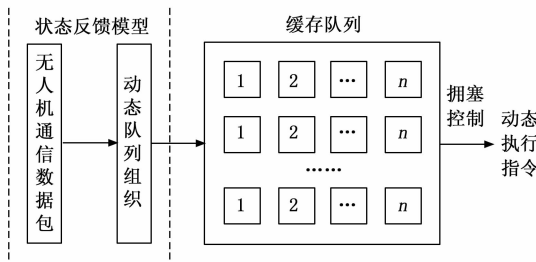 状态反馈模型
缓存队列
无人机通信数据包
动态队列组织
1 2 ··· n
1 2 ··· n
……
1 2 ··· n
拥塞
控制
动态
执行
指令